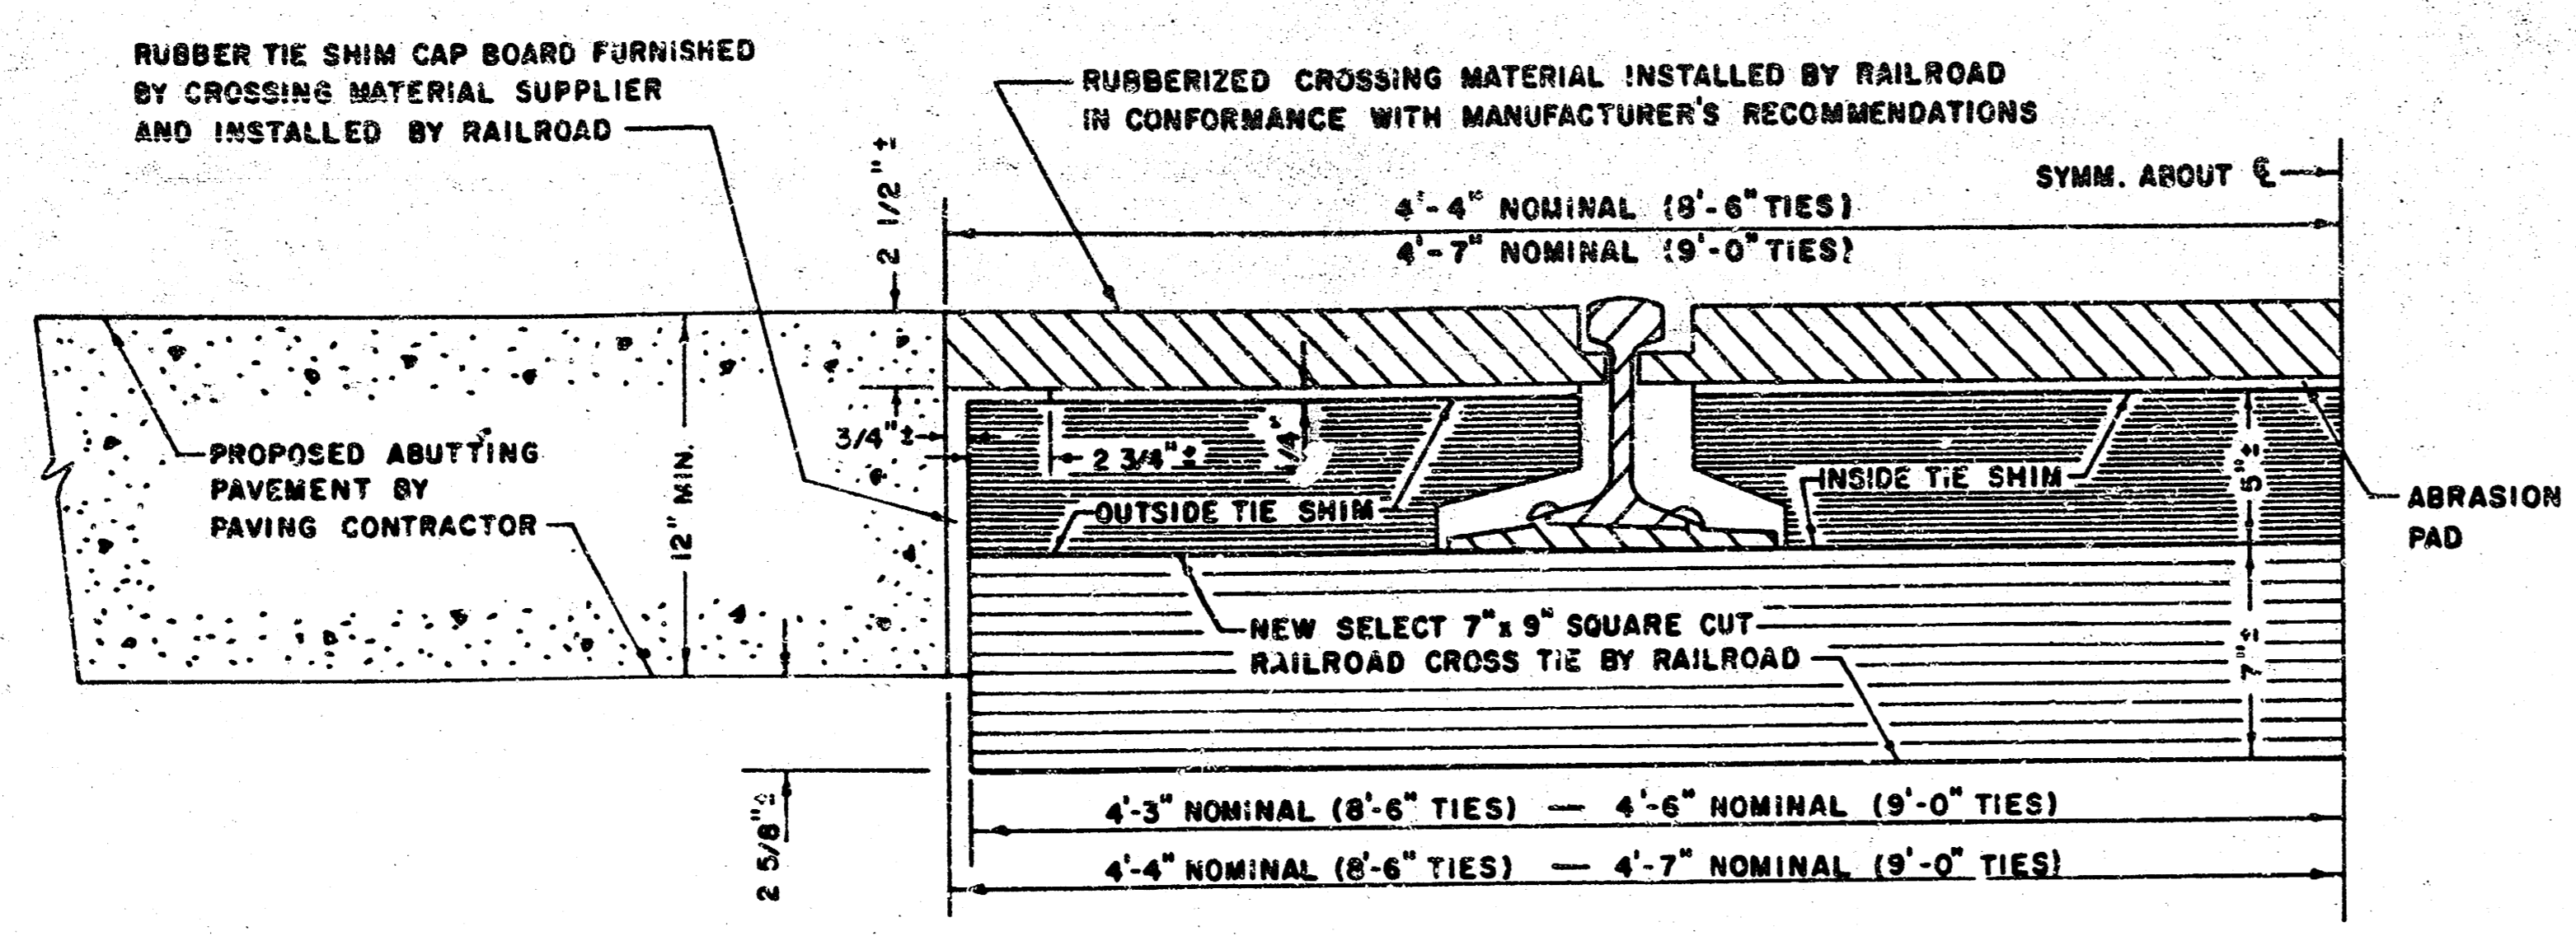 RUBBER TIE SHIM CAP BOARD FURNISHED
BY CROSSING MATERIAL SUPPLIER
AND INSTALLED BY RAILROAD
RUBBERIZED CROSSING MATERIAL INSTALLED BY RAILROAD
IN CONFORMANCE WITH MANUFACTURER'S RECOMMENDATIONS
SYMM. ABOUT ℄
2 1/2" ±
4'-4" NOMINAL (8'-6" TIES)
4'-7" NOMINAL (9'-0" TIES)
3/4" ±
2 3/4" ±
1/4"
PROPOSED ABUTTING
PAVEMENT BY
PAVING CONTRACTOR
12" MIN.
OUTSIDE TIE SHIM
INSIDE TIE SHIM
5" ±
ABRASION
PAD
NEW SELECT 7" x 9" SQUARE CUT
RAILROAD CROSS TIE BY RAILROAD
7" ±
2 5/8" ±
4'-3" NOMINAL (8'-6" TIES) — 4'-6" NOMINAL (9'-0" TIES)
4'-4" NOMINAL (8'-6" TIES) — 4'-7" NOMINAL (9'-0" TIES)